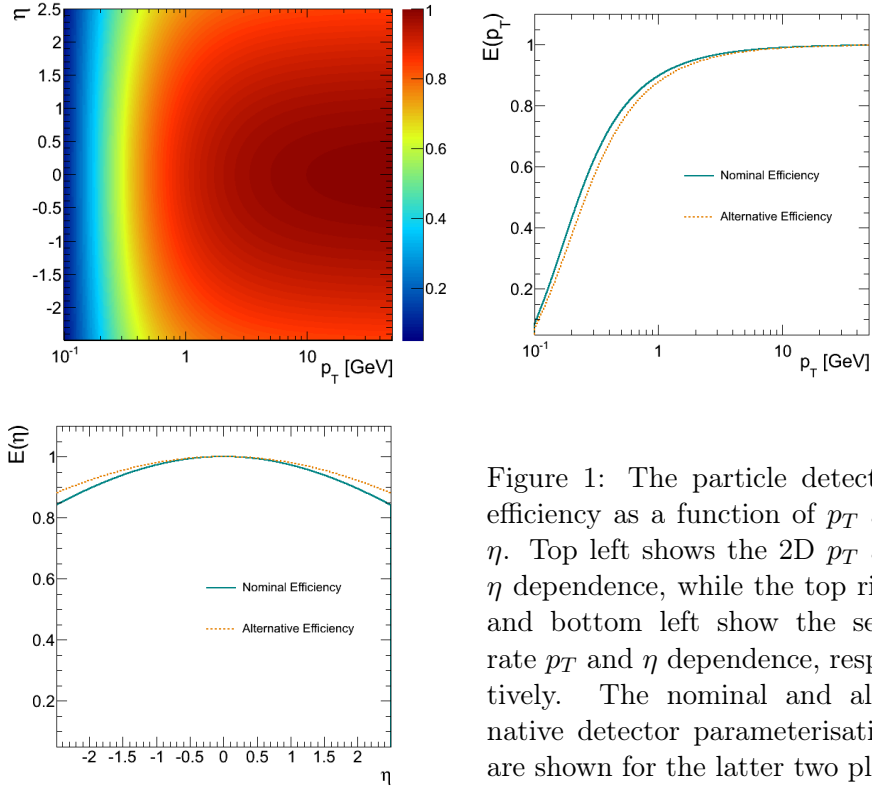 η
2.5
2
1.5
1
0.5
0
-0.5
-1
-1.5
-2
10⁻¹
1
10
p_T [GeV]
1
0.8
0.6
0.4
0.2
E(p_T)
1
0.8
0.6
0.4
0.2
Nominal Efficiency
Alternative Efficiency
10⁻¹
1
10
p_T [GeV]
E(η)
1
0.8
0.6
0.4
0.2
Nominal Efficiency
Alternative Efficiency
-2 -1.5 -1 -0.5 0 0.5 1 1.5 2
η
Figure 1: The particle detect
efficiency as a function of p_T
η. Top left shows the 2D p_T
η dependence, while the top ri
and bottom left show the se
rate p_T and η dependence, resp
tively. The nominal and al
native detector parameterisati
are shown for the latter two pl